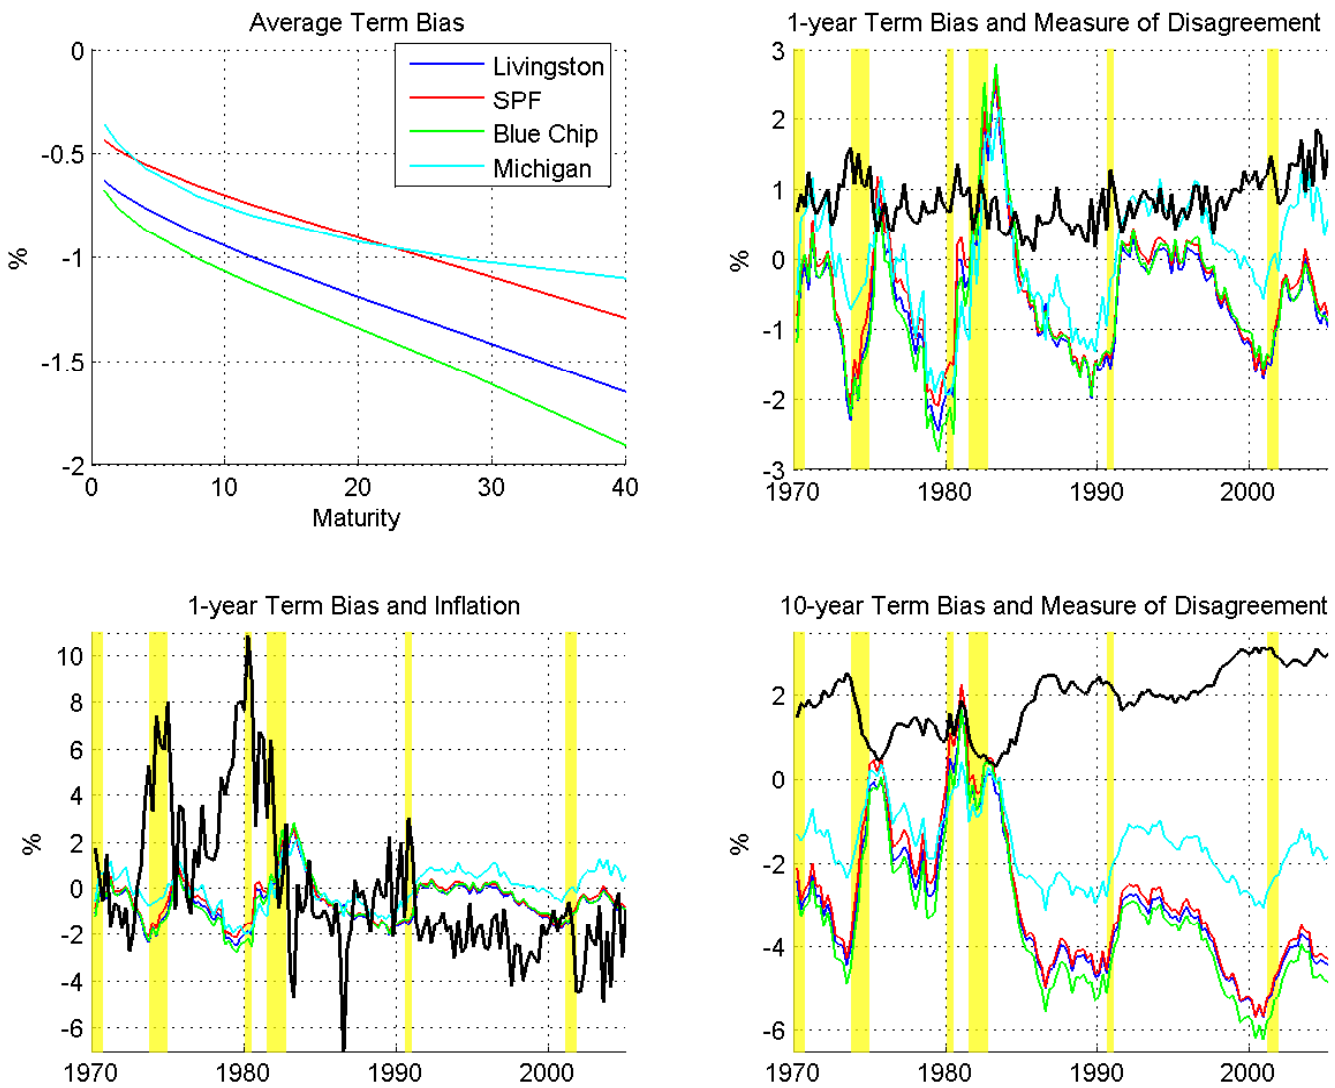 Average Term Bias
0
-0.5
-1
-1.5
-2
%
0 10 20 30 40
Maturity
Livingston
SPF
Blue Chip
Michigan
1-year Term Bias and Measure of Disagreement
3
2
1
0
-1
-2
-3
%
1970 1980 1990 2000
1-year Term Bias and Inflation
10
8
6
4
2
0
-2
-4
-6
%
1970 1980 1990 2000
10-year Term Bias and Measure of Disagreement
2
0
-2
-4
-6
%
1970 1980 1990 2000